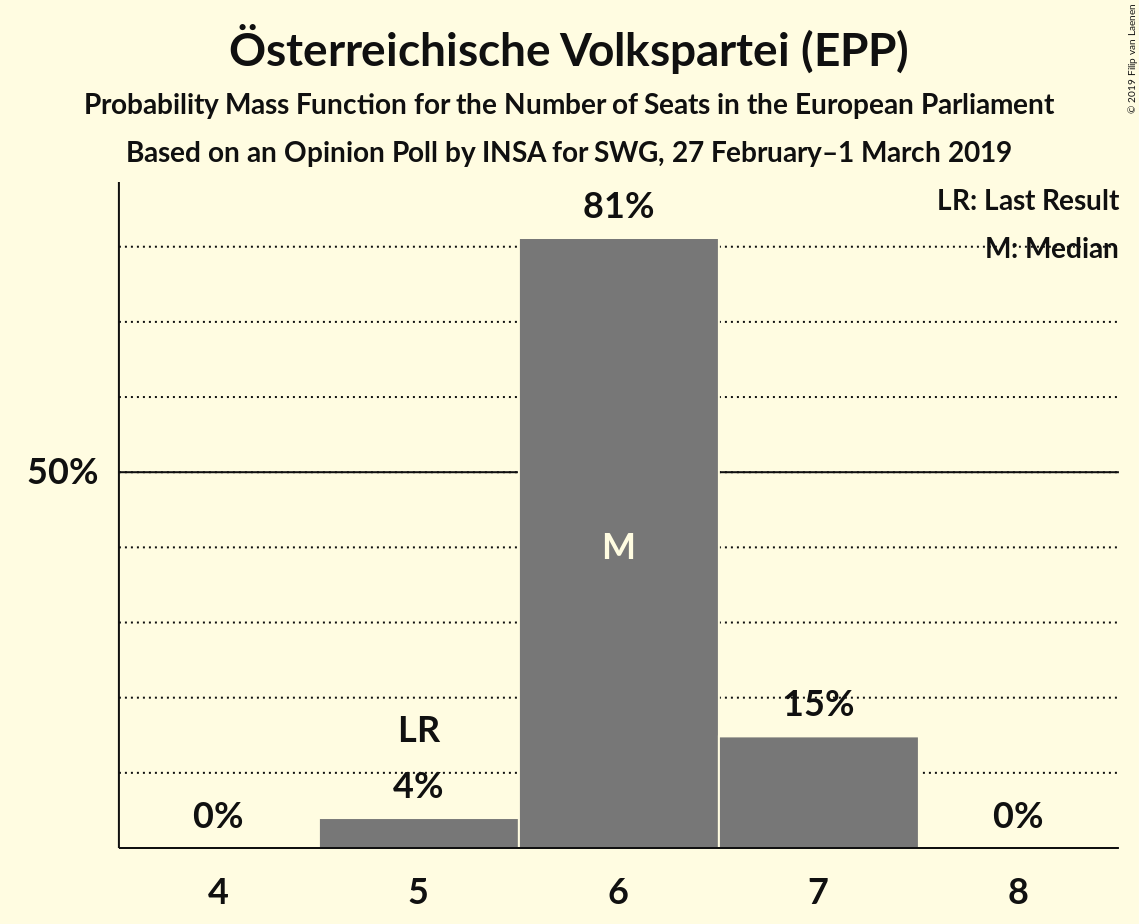 Österreichische Volkspartei (EPP)
Probability Mass Function for the Number of Seats in the European Parliament
Based on an Opinion Poll by INSA for SWG, 27 February–1 March 2019
© 2019 Filip van Laenen
LR: Last Result
M: Median
81%
50%
M
15%
LR
4%
0%
0%
4 5 6 7 8